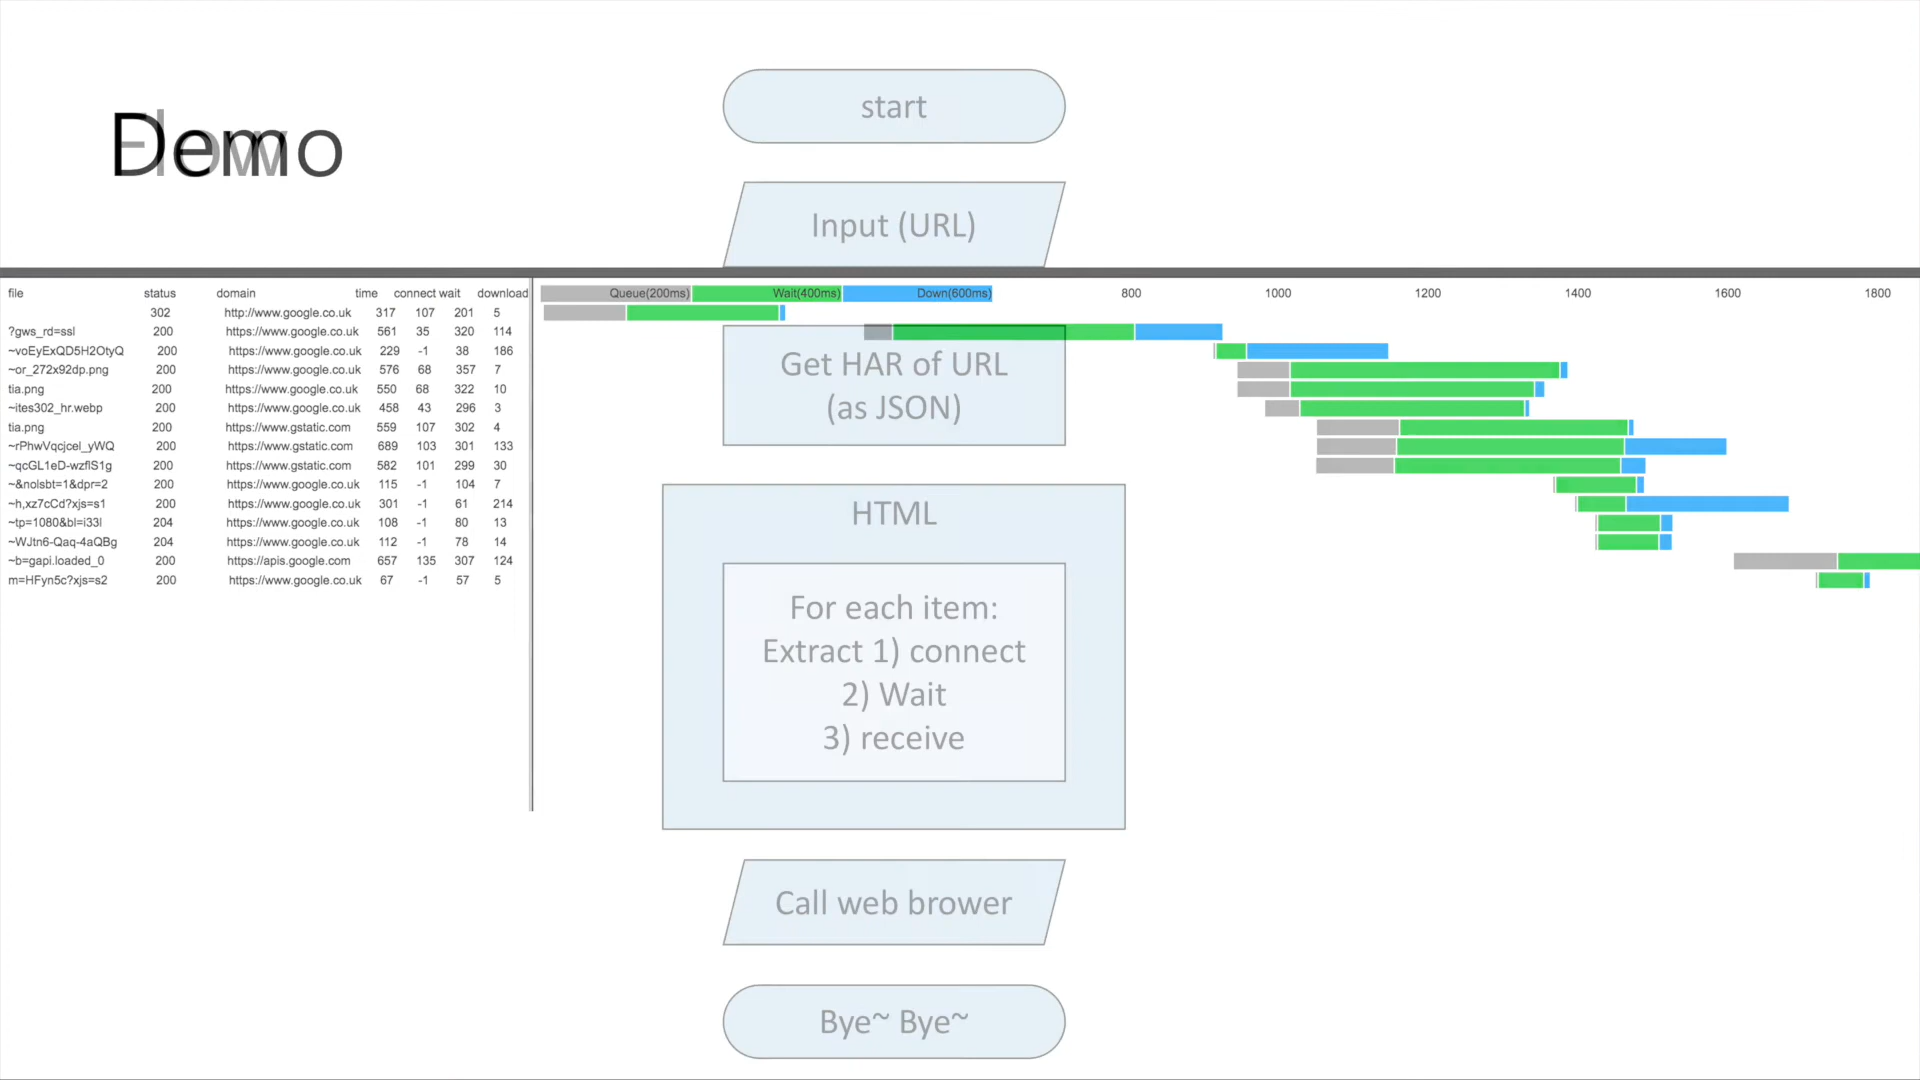 Demo
Flow
start
Input (URL)
file status domain time connect wait download Queue(200ms) Wait(400ms) Down(600ms) 800 1000 1200 1400 1600 1800
302 http://www.google.co.uk 317 107 201 5
?gws_rd=ssl 200 https://www.google.co.uk 561 35 320 114
~voEyExQD5H2OtyQ 200 https://www.google.co.uk 229 -1 38 186
~or_272x92dp.png 200 https://www.google.co.uk 576 68 357 7
tia.png 200 https://www.google.co.uk 550 68 322 10
~ites302_hr.webp 200 https://www.google.co.uk 458 43 296 3
tia.png 200 https://www.gstatic.com 559 107 302 4
~rPhwVqcjcel_yWQ 200 https://www.gstatic.com 689 103 301 133
~qcGL1eD-wzflS1g 200 https://www.gstatic.com 582 101 299 30
~&nolsbt=1&dpr=2 200 https://www.google.co.uk 115 -1 104 7
~h,xz7cCd?xjs=s1 200 https://www.google.co.uk 301 -1 61 214
~tp=1080&bl=i33l 204 https://www.google.co.uk 108 -1 80 13
~WJtn6-Qaq-4aQBg 204 https://www.google.co.uk 112 -1 78 14
~b=gapi.loaded_0 200 https://apis.google.com 657 135 307 124
m=HFyn5c?xjs=s2 200 https://www.google.co.uk 67 -1 57 5
Get HAR of URL
(as JSON)
HTML
For each item:
Extract 1) connect
2) Wait
3) receive
Call web brower
Bye~ Bye~